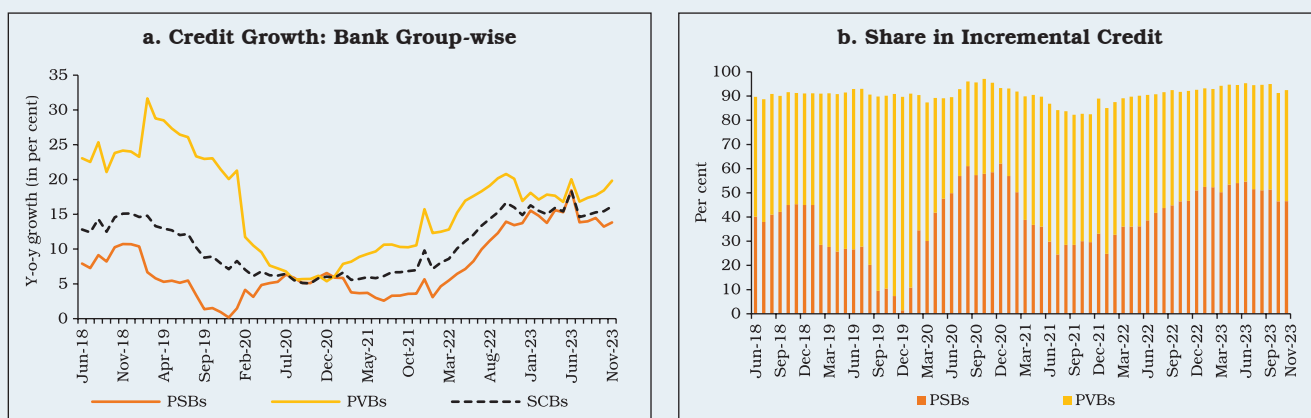 a. Credit Growth: Bank Group-wise
Y-o-y growth (in per cent)
35
30
25
20
15
10
5
0
Jun-18
Nov-18
Apr-19
Sep-19
Feb-20
Jul-20
Dec-20
May-21
Oct-21
Mar-22
Aug-22
Jan-23
Jun-23
Nov-23
PSBs PVBs SCBs
b. Share in Incremental Credit
Per cent
100
90
80
70
60
50
40
30
20
10
0
Jun-18
Sep-18
Dec-18
Mar-19
Jun-19
Sep-19
Dec-19
Mar-20
Jun-20
Sep-20
Dec-20
Mar-21
Jun-21
Sep-21
Dec-21
Mar-22
Jun-22
Sep-22
Dec-22
Mar-23
Jun-23
Sep-23
Nov-23
PSBs PVBs